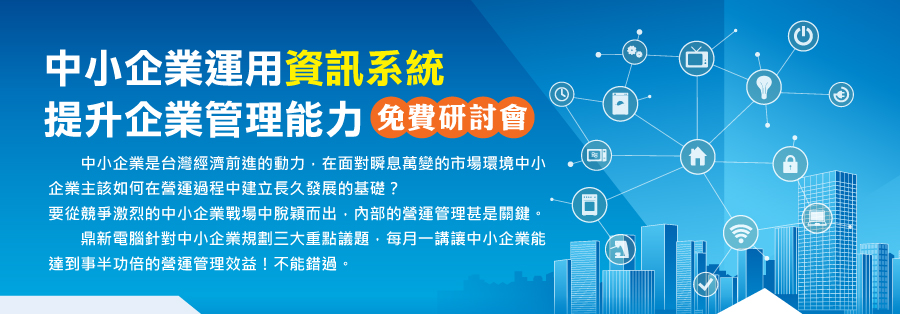 中小企業運用資訊系統
提升企業管理能力 免費研討會
中小企業是台灣經濟前進的動力，在面對瞬息萬變的市場環境中小
企業主該如何在營運過程中建立長久發展的基礎？
要從競爭激烈的中小企業戰場中脫穎而出，內部的營運管理甚是關鍵。
鼎新電腦針對中小企業規劃三大重點議題，每月一講讓中小企業能
達到事半功倍的營運管理效益！不能錯過。